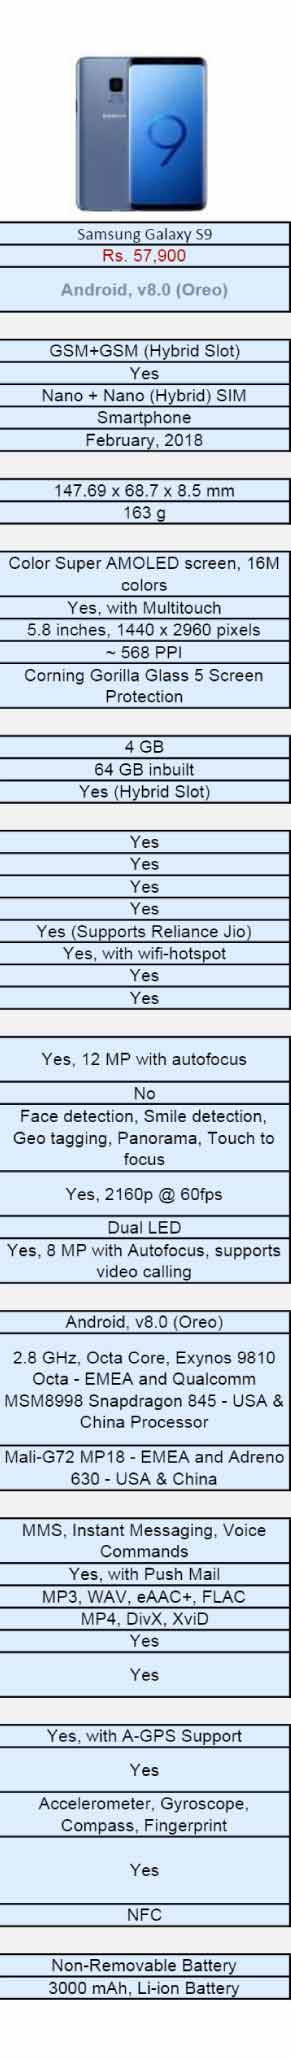 SAMSUNG
9
Samsung Galaxy S9
Rs. 57,900
Android, v8.0 (Oreo)
GSM+GSM (Hybrid Slot)
Yes
Nano + Nano (Hybrid) SIM
Smartphone
February, 2018
147.69 x 68.7 x 8.5 mm
163 g
Color Super AMOLED screen, 16M
colors
Yes, with Multitouch
5.8 inches, 1440 x 2960 pixels
~ 568 PPI
Corning Gorilla Glass 5 Screen
Protection
4 GB
64 GB inbuilt
Yes (Hybrid Slot)
Yes
Yes
Yes
Yes
Yes (Supports Reliance Jio)
Yes, with wifi-hotspot
Yes
Yes
Yes, 12 MP with autofocus
No
Face detection, Smile detection,
Geo tagging, Panorama, Touch to
focus
Yes, 2160p @ 60fps
Dual LED
Yes, 8 MP with Autofocus, supports
video calling
Android, v8.0 (Oreo)
2.8 GHz, Octa Core, Exynos 9810
Octa - EMEA and Qualcomm
MSM8998 Snapdragon 845 - USA &
China Processor
Mali-G72 MP18 - EMEA and Adreno
630 - USA & China
MMS, Instant Messaging, Voice
Commands
Yes, with Push Mail
MP3, WAV, eAAC+, FLAC
MP4, DivX, XviD
Yes
Yes
Yes, with A-GPS Support
Yes
Accelerometer, Gyroscope,
Compass, Fingerprint
Yes
NFC
Non-Removable Battery
3000 mAh, Li-ion Battery